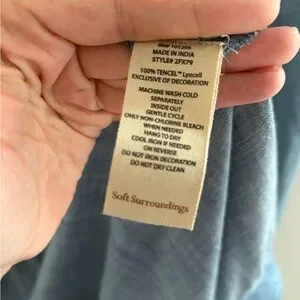 MADE IN INDIA
STYLE# 2FX79
100% TENCEL™ Lyocell
EXCLUSIVE OF DECORATION
MACHINE WASH COLD
SEPARATELY
INSIDE OUT
GENTLE CYCLE
ONLY NON-CHLORINE BLEACH
WHEN NEEDED
HANG TO DRY
COOL IRON IF NEEDED
ON REVERSE
DO NOT IRON DECORATION
DO NOT DRY CLEAN
Soft Surroundings